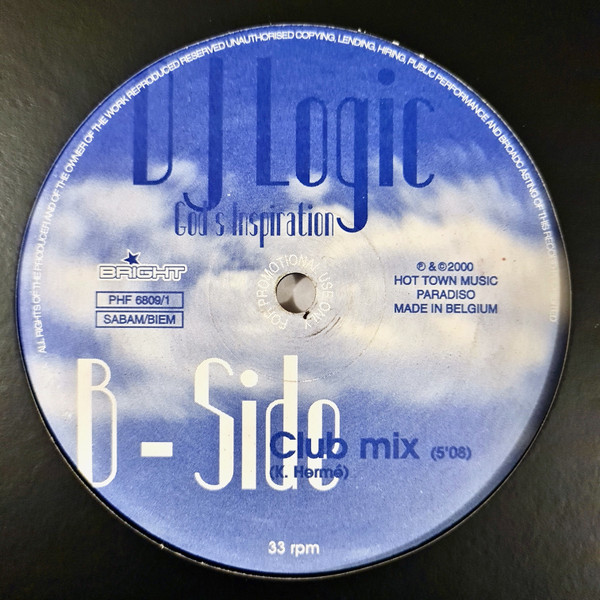 ALL RIGHTS OF THE PRODUCER AND OF THE OWNER OF THE WORK REPRODUCED RESERVED UNAUTHORISED COPYING, LENDING, HIRING, PUBLIC PERFORMANCE AND BROADCASTING OF THIS RECORD
DJ Logic
God's Inspiration
BRIGHT
PHF 6809/1
SABAM/BIEM
FOR PROMOTIONAL USE ONLY
℗ & © 2000
HOT TOWN MUSIC
PARADISO
MADE IN BELGIUM
B - Side
Club mix (5'08)
(K. Hermé)
33 rpm